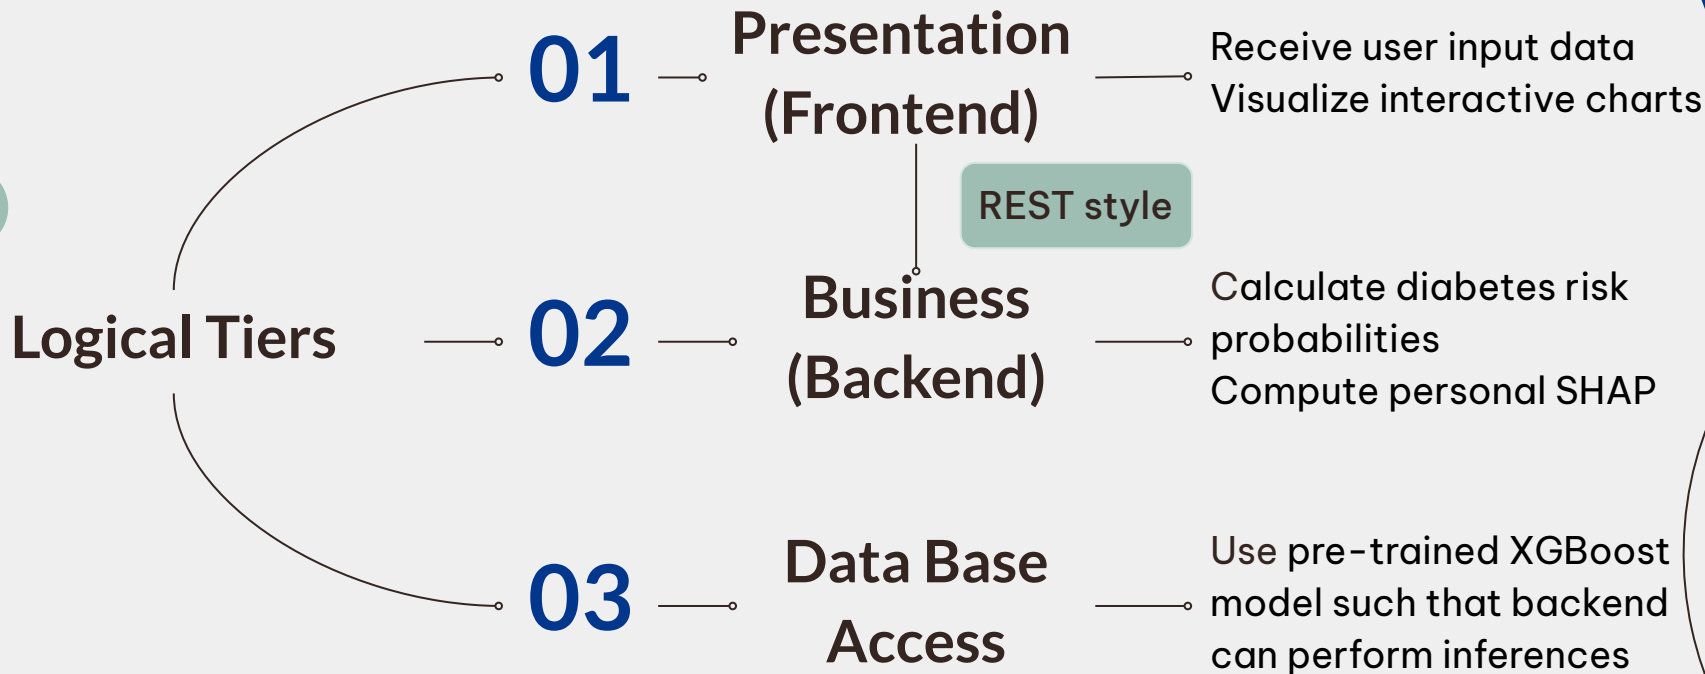 01
Presentation
(Frontend)
Receive user input data
Visualize interactive charts
REST style
Logical Tiers
02
Business
(Backend)
Calculate diabetes risk
probabilities
Compute personal SHAP
03
Data Base
Access
Use pre-trained XGBoost
model such that backend
can perform inferences